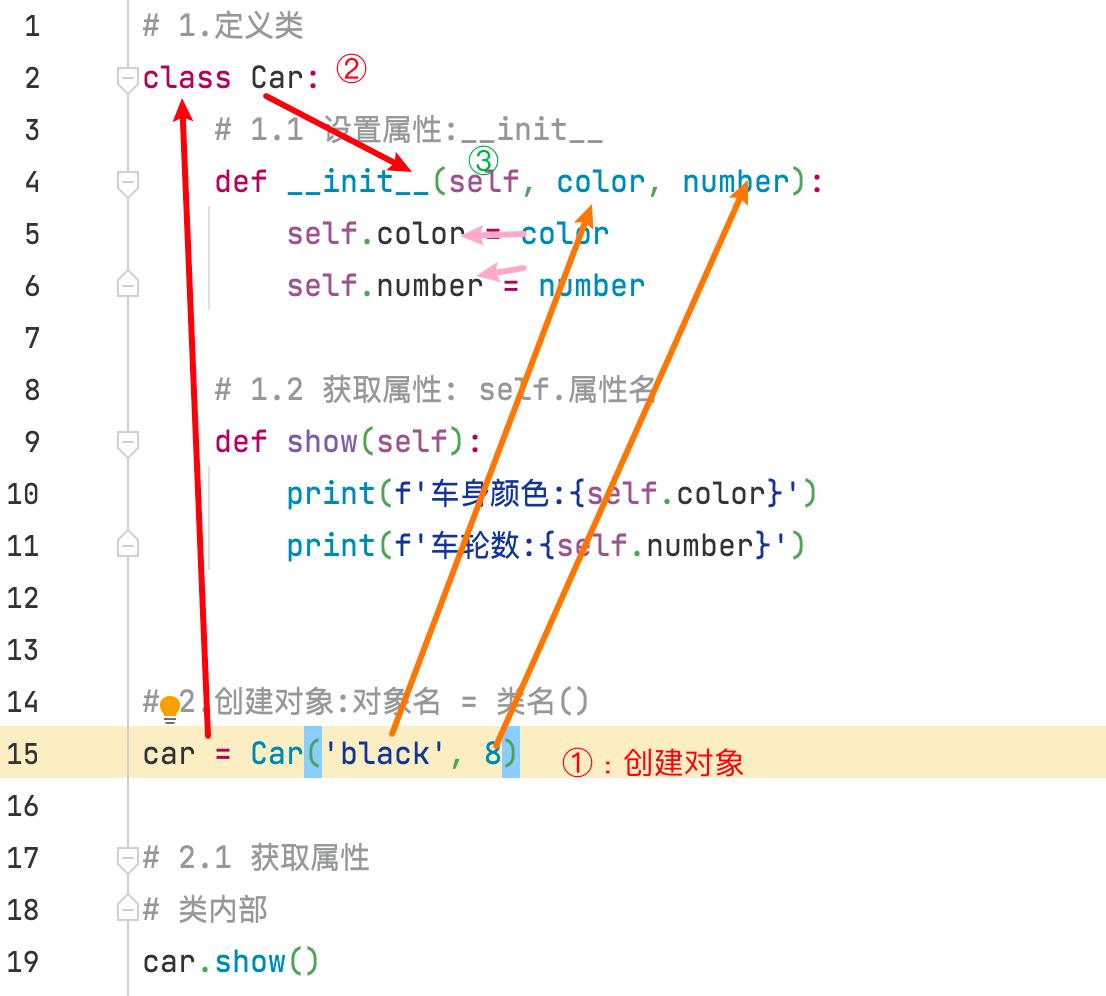 1 # 1.定义类
2 class Car: ②
3 # 1.1 设置属性:__init__
③
4 def __init__(self, color, number):
5 self.color = color
6 self.number = number
7
8 # 1.2 获取属性: self.属性名
9 def show(self):
10 print(f'车身颜色:{self.color}')
11 print(f'车轮数:{self.number}')
12
13
14 # 2.创建对象:对象名 = 类名()
15 car = Car('black', 8) ①：创建对象
16
17 # 2.1 获取属性
18 # 类内部
19 car.show()